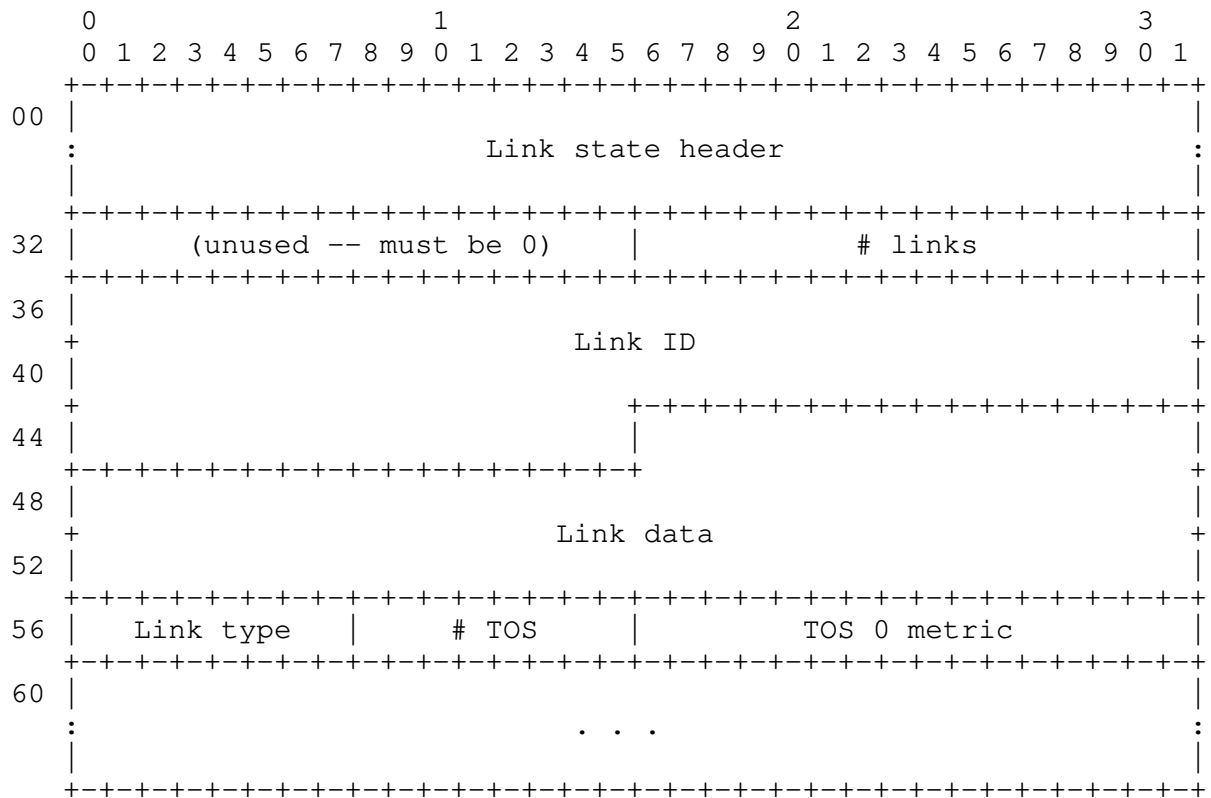 0                   1                   2                   3
0 1 2 3 4 5 6 7 8 9 0 1 2 3 4 5 6 7 8 9 0 1 2 3 4 5 6 7 8 9 0 1
+-+-+-+-+-+-+-+-+-+-+-+-+-+-+-+-+-+-+-+-+-+-+-+-+-+-+-+-+-+-+-+-+
00 |                                                               |
:                       Link state header                       :
|                                                               |
+-+-+-+-+-+-+-+-+-+-+-+-+-+-+-+-+-+-+-+-+-+-+-+-+-+-+-+-+-+-+-+-+
32 |      (unused -- must be 0)    |            # links            |
+-+-+-+-+-+-+-+-+-+-+-+-+-+-+-+-+-+-+-+-+-+-+-+-+-+-+-+-+-+-+-+-+
36 |                                                               |
+                            Link ID                            +
40 |                                                               |
+                               +-+-+-+-+-+-+-+-+-+-+-+-+-+-+-+-+
44 |                               |                               |
+-+-+-+-+-+-+-+-+-+-+-+-+-+-+-+-+                               +
48 |                                                               |
+                           Link data                           +
52 |                                                               |
+-+-+-+-+-+-+-+-+-+-+-+-+-+-+-+-+-+-+-+-+-+-+-+-+-+-+-+-+-+-+-+-+
56 |   Link type   |     # TOS     |         TOS 0 metric          |
+-+-+-+-+-+-+-+-+-+-+-+-+-+-+-+-+-+-+-+-+-+-+-+-+-+-+-+-+-+-+-+-+
60 |                                                               |
:                            . . .                              :
|                                                               |
+-+-+-+-+-+-+-+-+-+-+-+-+-+-+-+-+-+-+-+-+-+-+-+-+-+-+-+-+-+-+-+-+